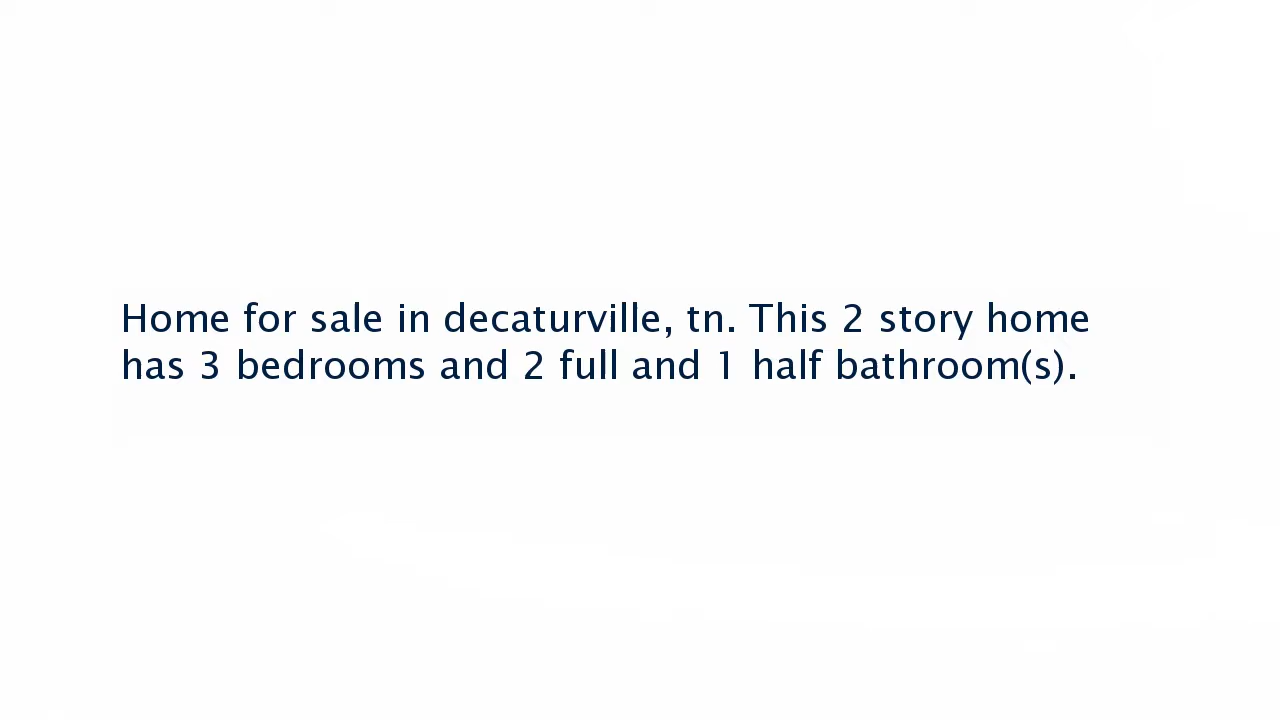 Home for sale in decaturville, tn. This 2 story home
has 3 bedrooms and 2 full and 1 half bathroom(s).